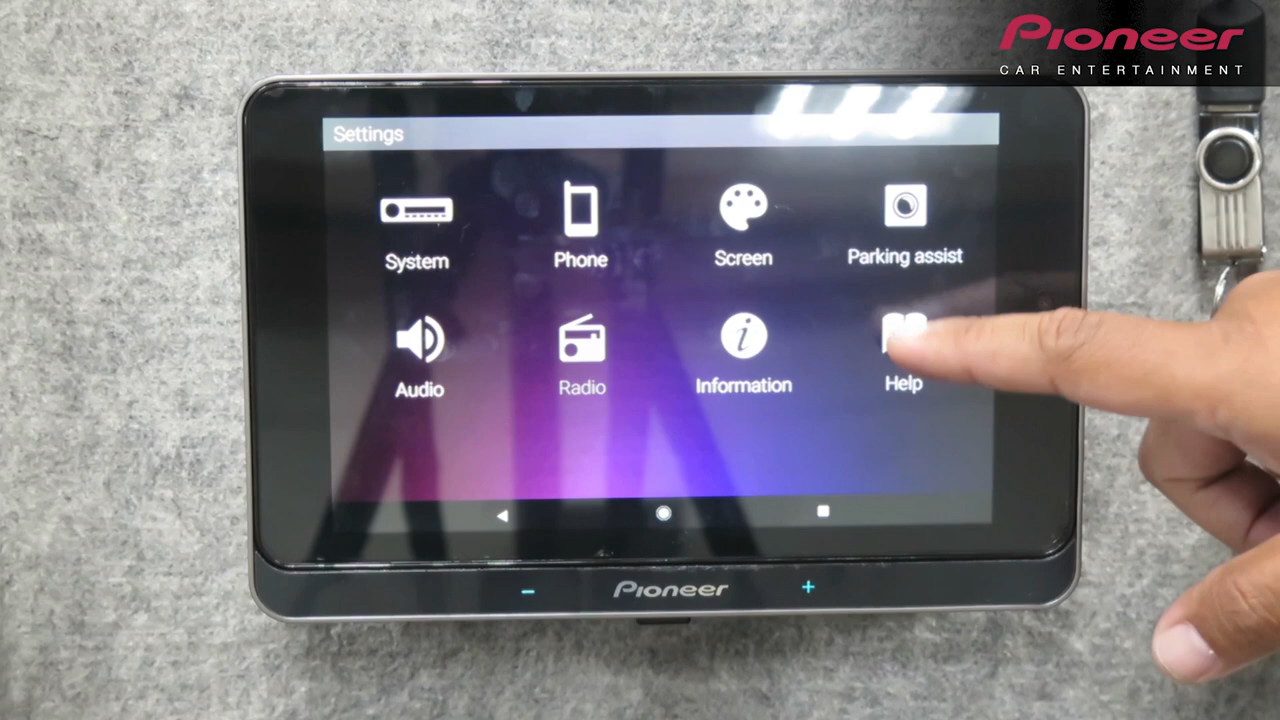 Pioneer
CAR ENTERTAINMENT
Settings
System
Phone
Screen
Parking assist
Audio
Radio
Information
Help
− Pioneer +